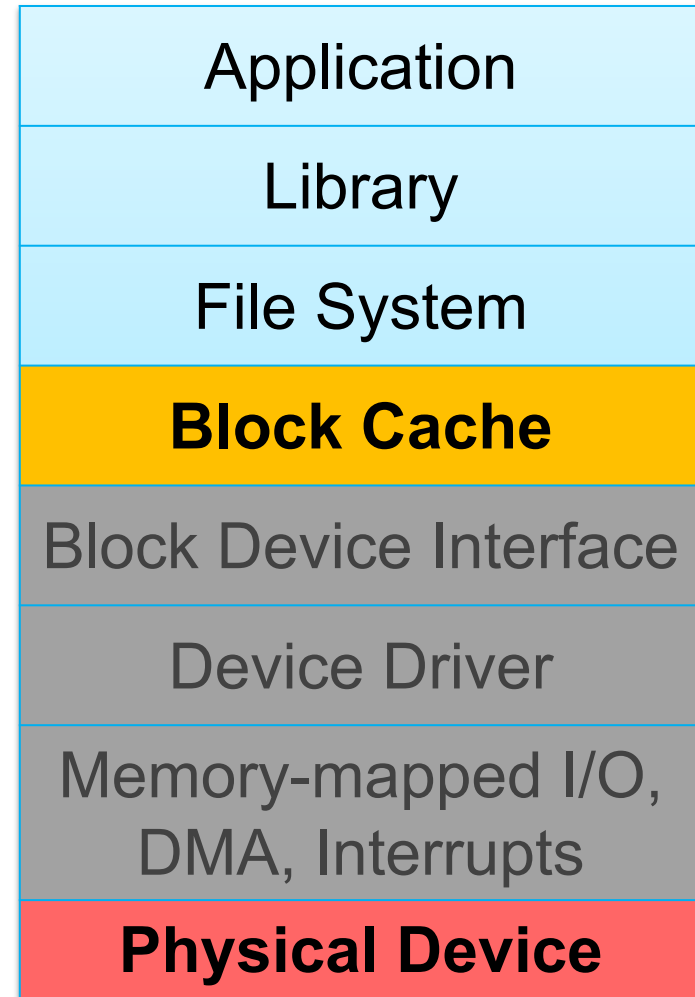 Application
Library
File System
Block Cache
Block Device Interface
Device Driver
Memory-mapped I/O,
DMA, Interrupts
Physical Device